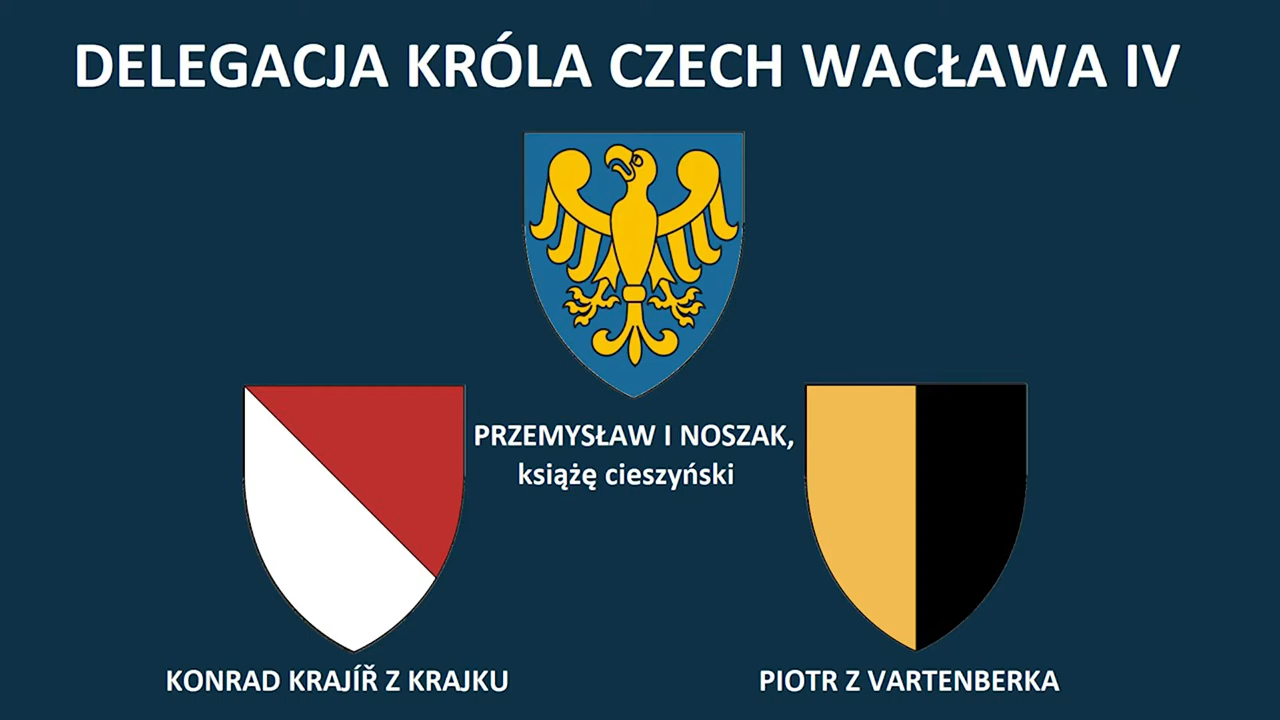 DELEGACJA KRÓLA CZECH WACŁAWA IV
PRZEMYSŁAW I NOSZAK,
książę cieszyński
KONRAD KRAJÍŘ Z KRAJKU
PIOTR Z VARTENBERKA